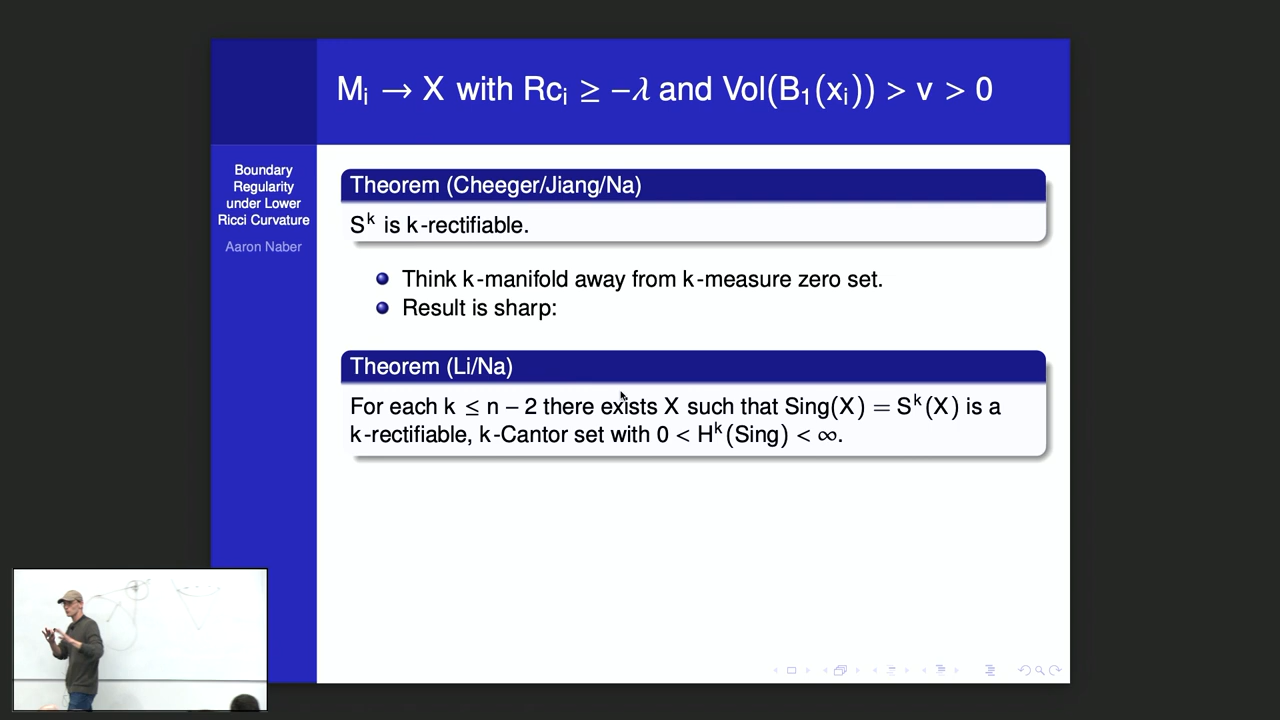 Mᵢ → X with Rcᵢ ≥ −λ and Vol(B₁(xᵢ)) > v > 0
Boundary
Regularity
under Lower
Ricci Curvature
Aaron Naber
Theorem (Cheeger/Jiang/Na)
Sᵏ is k-rectifiable.
Think k-manifold away from k-measure zero set.
Result is sharp:
Theorem (Li/Na)
For each k ≤ n − 2 there exists X such that Sing(X) = Sᵏ(X) is a
k-rectifiable, k-Cantor set with 0 < Hᵏ(Sing) < ∞.